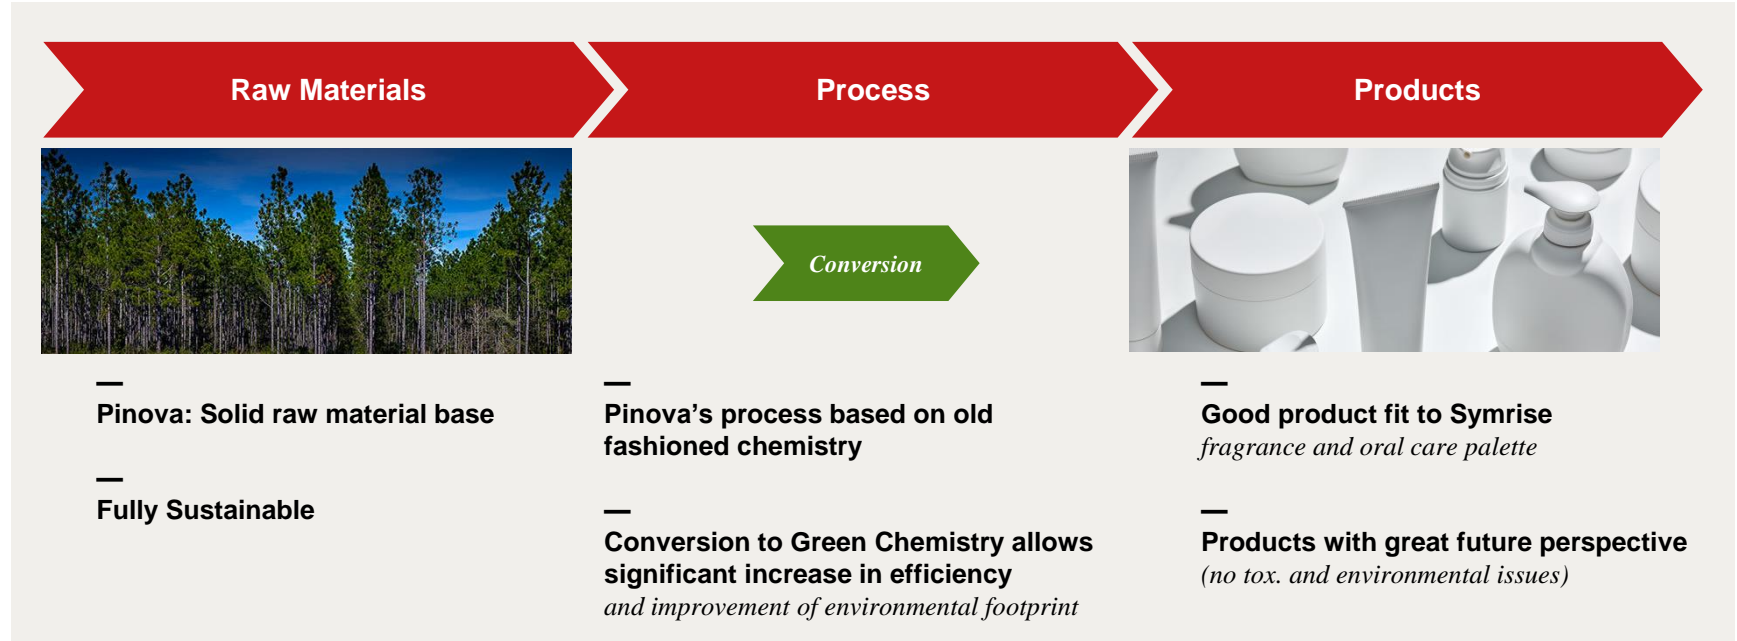 Raw Materials
Process
Products
Conversion
Pinova: Solid raw material base
Fully Sustainable
Pinova’s process based on old
fashioned chemistry
Conversion to Green Chemistry allows
significant increase in efficiency
and improvement of environmental footprint
Good product fit to Symrise
fragrance and oral care palette
Products with great future perspective
(no tox. and environmental issues)